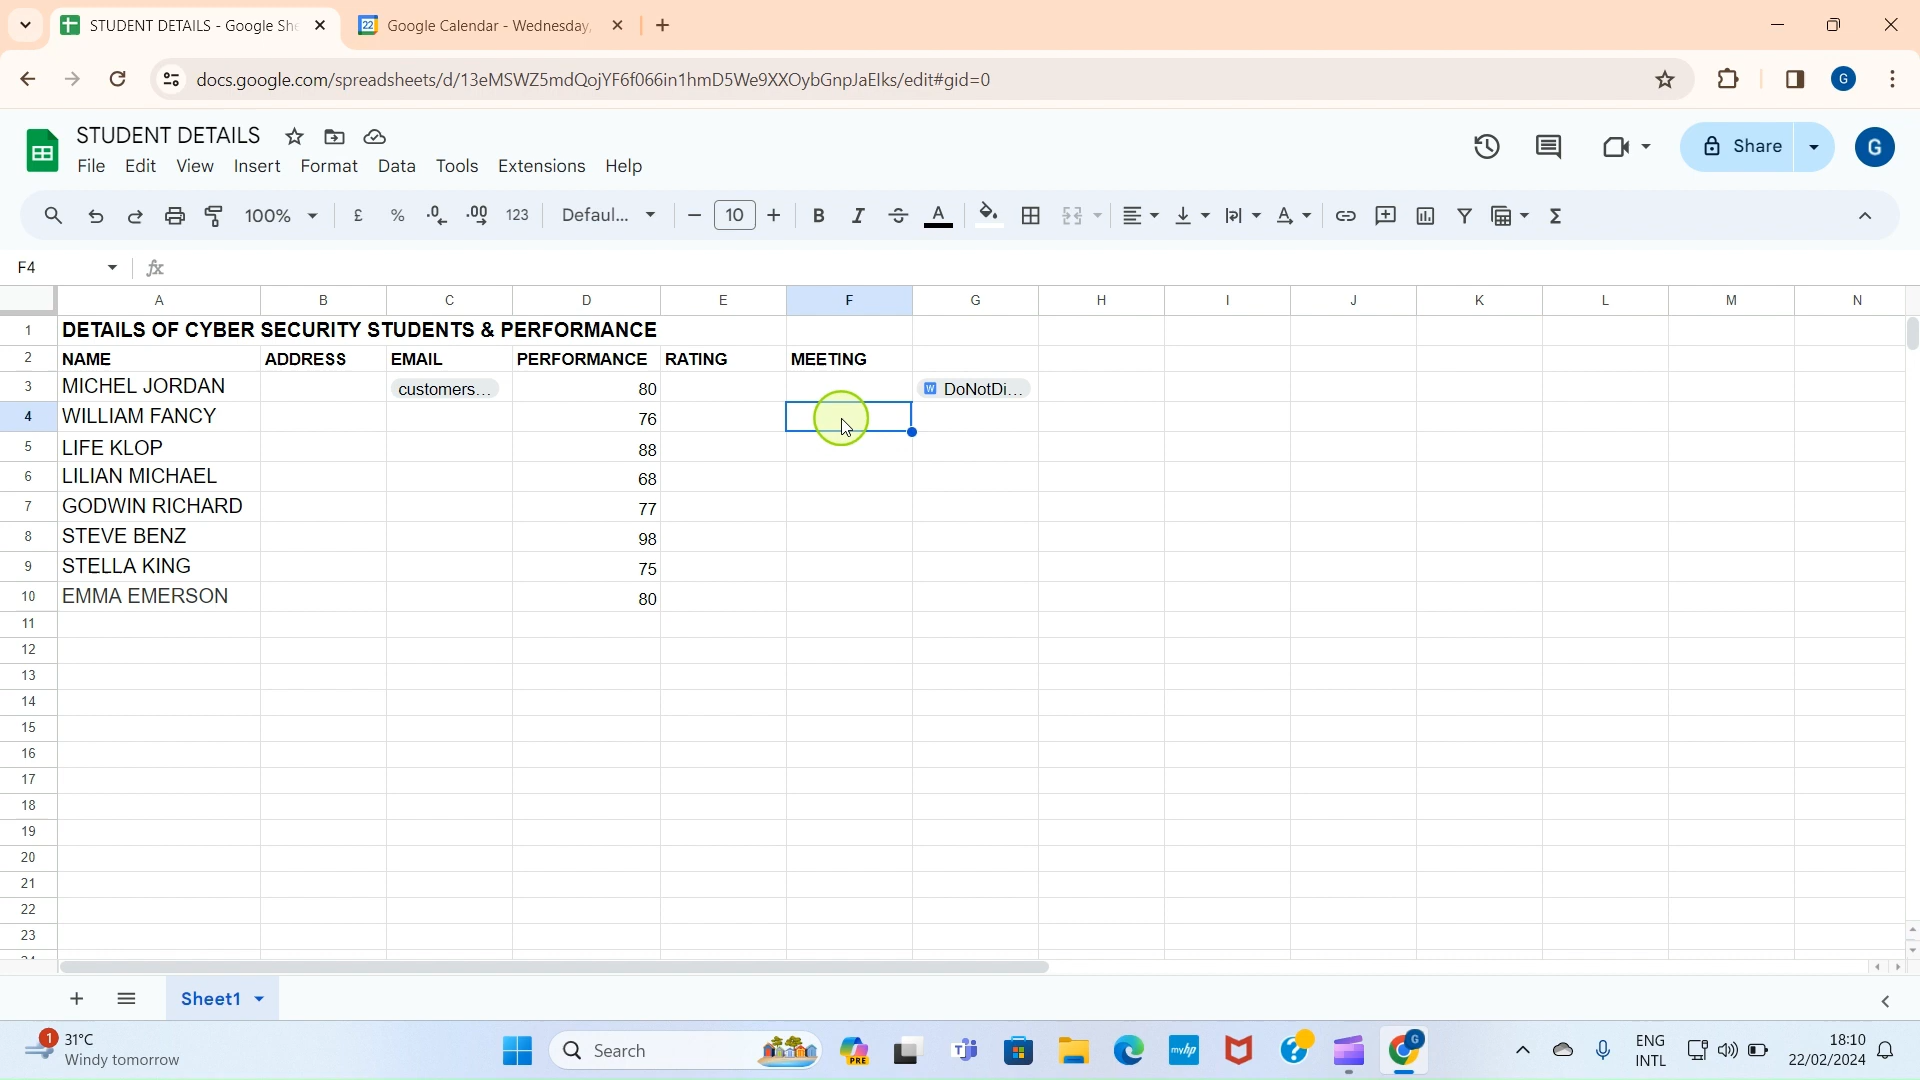 STUDENT DETAILS - Google She
Google Calendar - Wednesday,
docs.google.com/spreadsheets/d/13eMSWZ5mdQojYF6f066in1hmD5We9XXOybGnpJaElks/edit#gid=0
G
STUDENT DETAILS
Share
G
File Edit View Insert Format Data Tools Extensions Help
100% £ % .0 .00 123 Defaul... 10 B I A
F4 fx
A B C D E F G H I J K L M N
1 DETAILS OF CYBER SECURITY STUDENTS & PERFORMANCE
2 NAME ADDRESS EMAIL PERFORMANCE RATING MEETING
3 MICHEL JORDAN customers... 80 W DoNotDi...
4 WILLIAM FANCY 76
5 LIFE KLOP 88
6 LILIAN MICHAEL 68
7 GODWIN RICHARD 77
8 STEVE BENZ 98
9 STELLA KING 75
10 EMMA EMERSON 80
11
12
13
14
15
16
17
18
19
20
21
22
23
Sheet1
1 31°C
Windy tomorrow
Search
PRE
myhp
G
ENG
INTL
18:10
22/02/2024